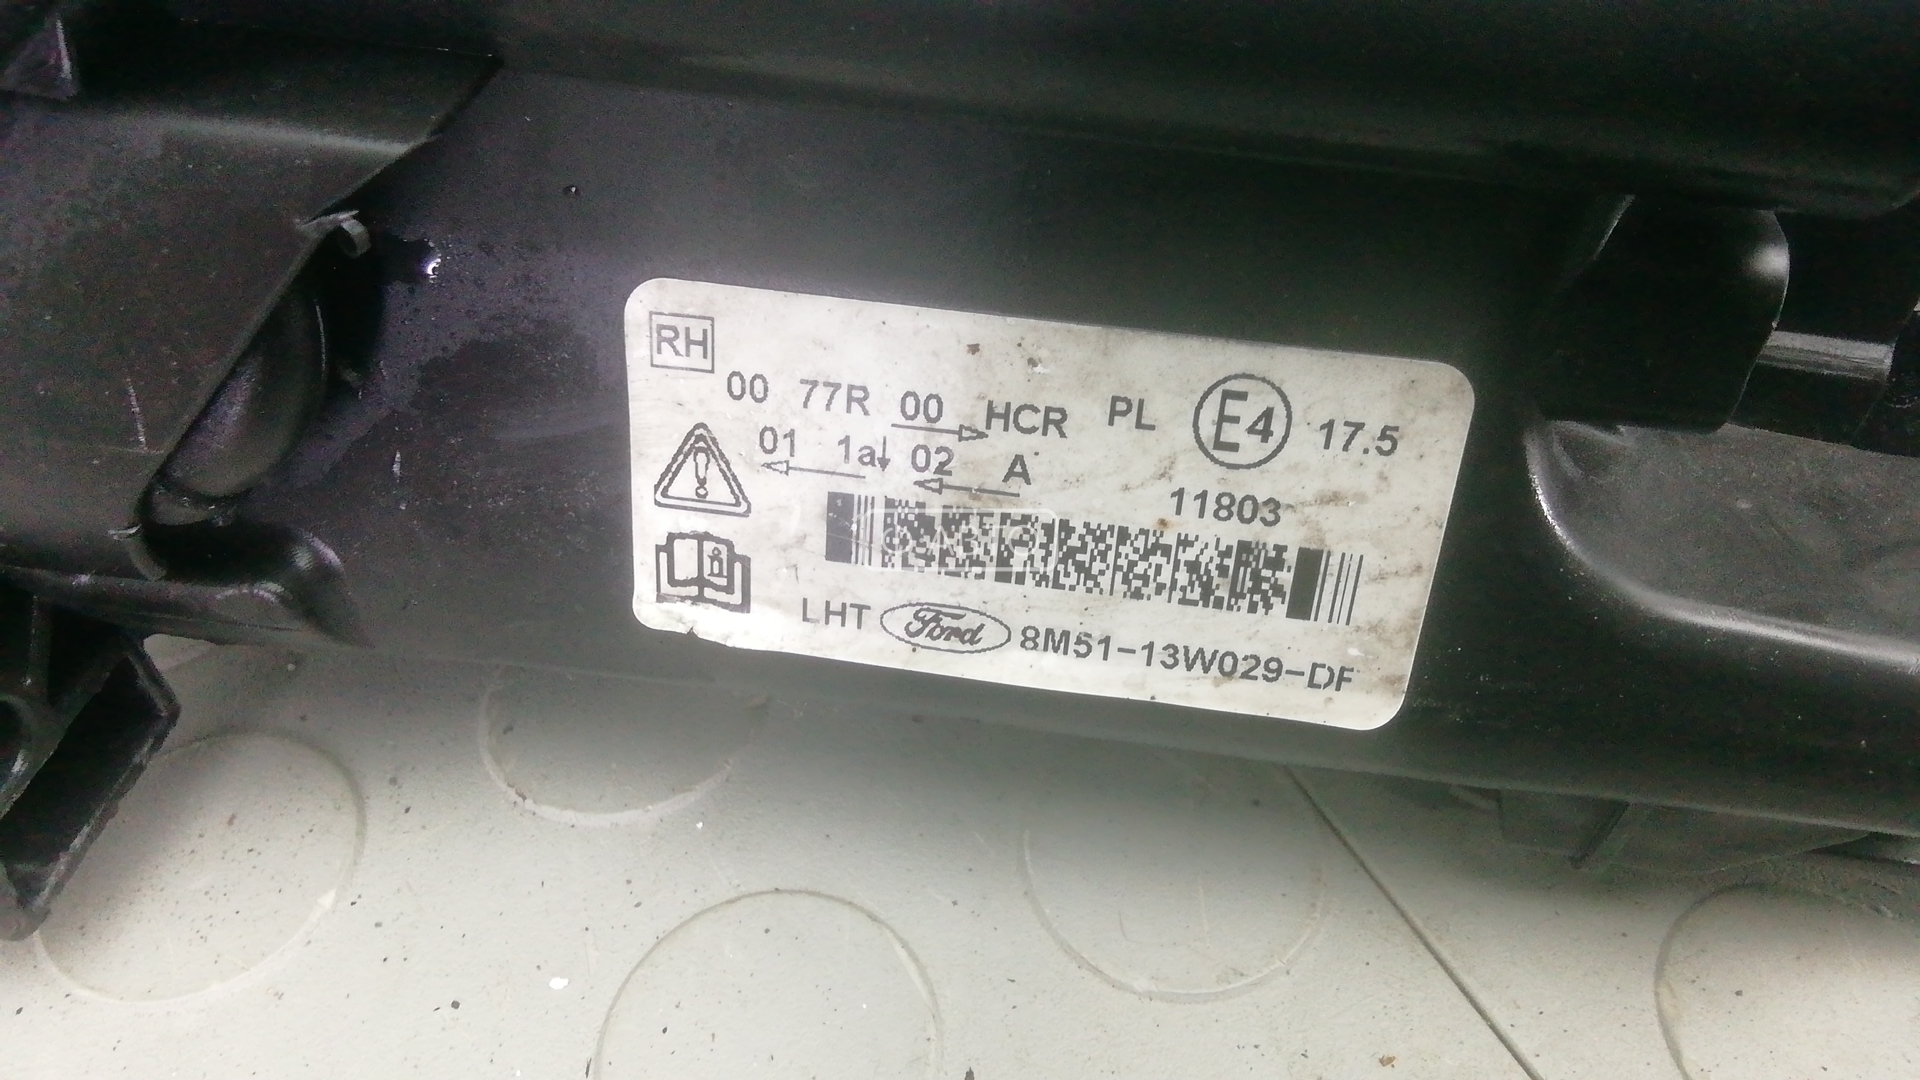 RH
00 77R 00 HCR PL E4 17.5
01 1a 02 A
11803
LHT Ford 8M51-13W029-DF